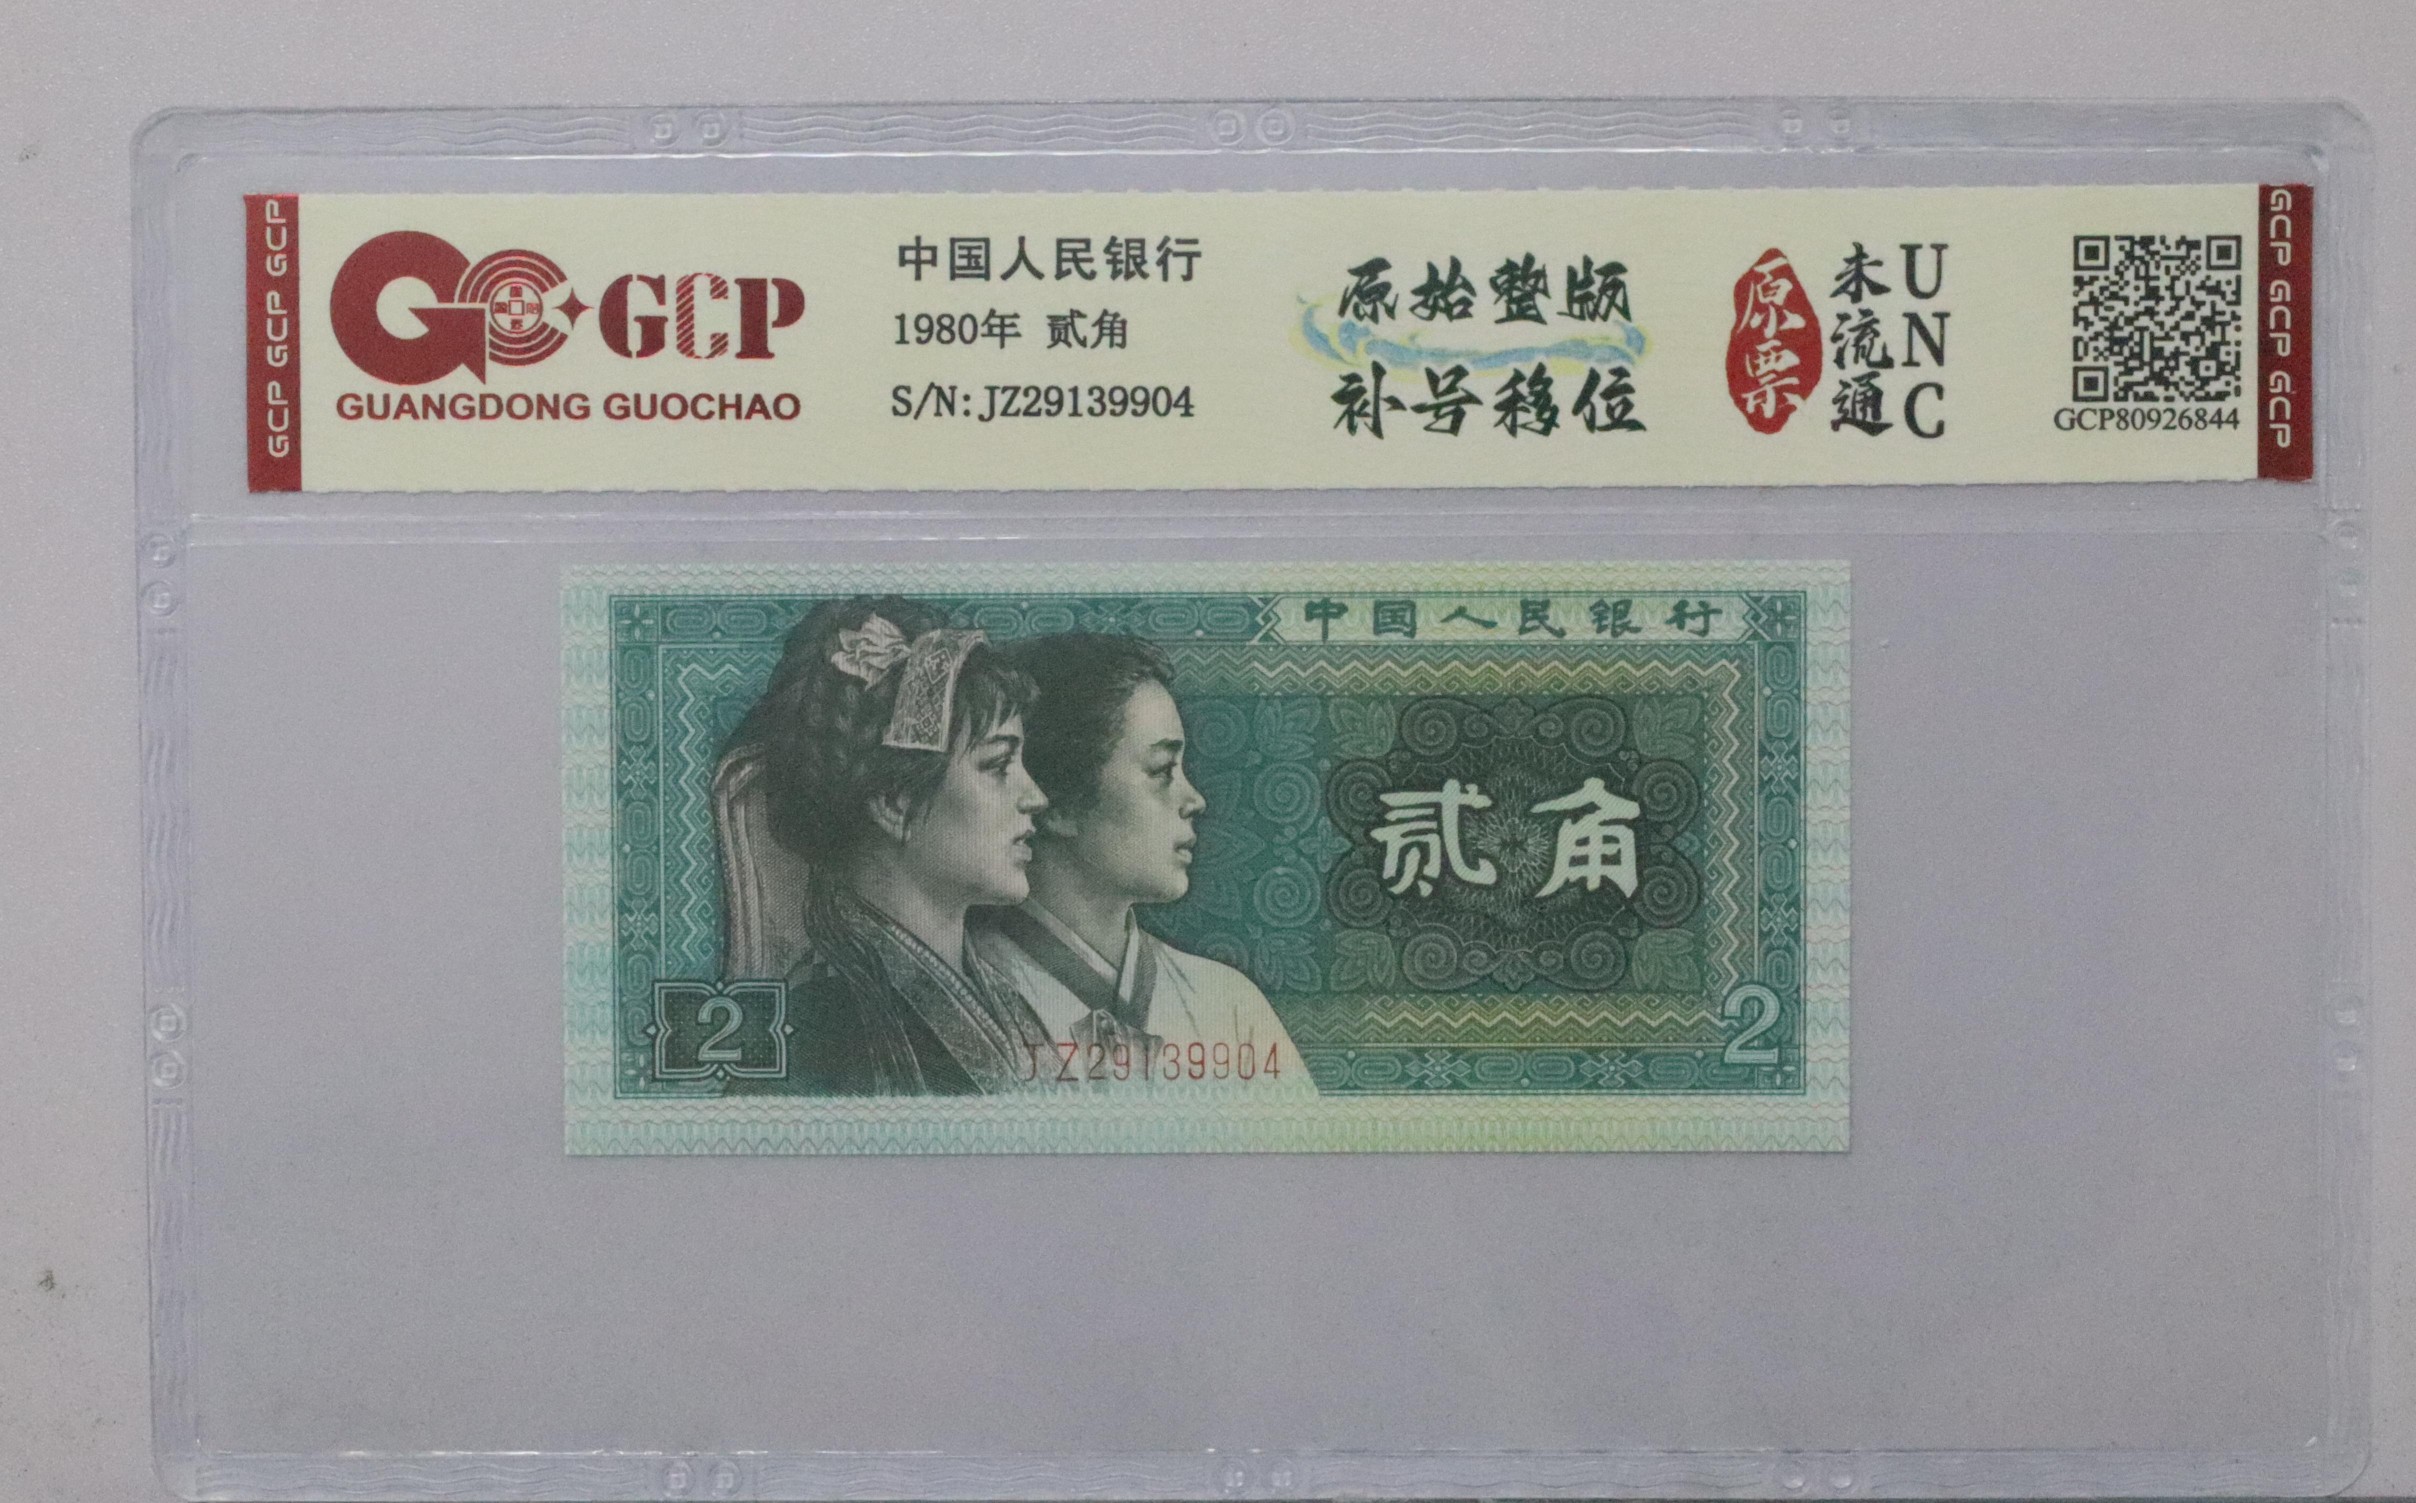 GCP GCP GCP
GCP
GUANGDONG GUOCHAO
中国人民银行
1980年 贰角
S/N: JZ29139904
原始整版
补号移位
原票
未流通
UNC
GCP80926844
GCP GCP GCP
中国人民银行
贰角
2
JZ29139904
2